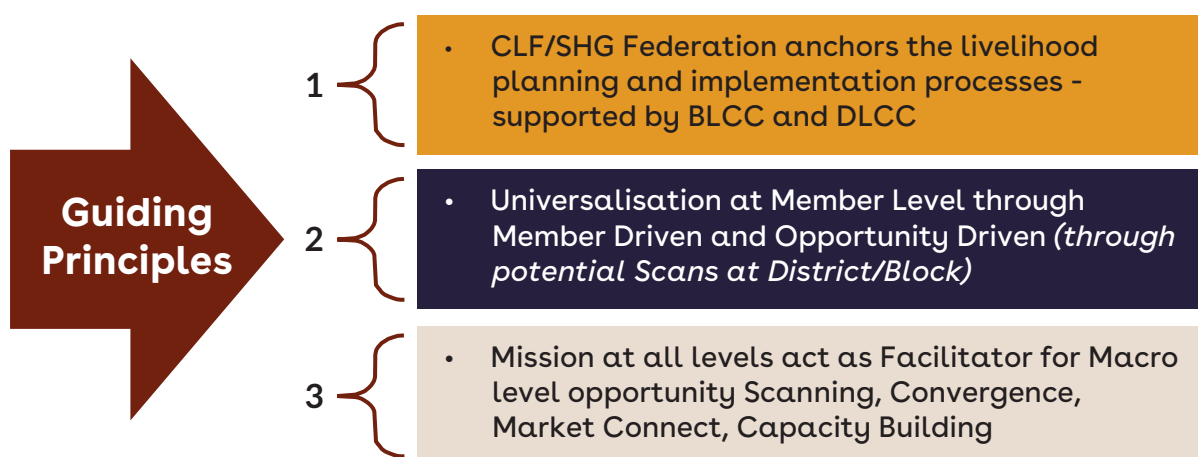 Guiding
Principles
1
• CLF/SHG Federation anchors the livelihood
planning and implementation processes -
supported by BLCC and DLCC
2
• Universalisation at Member Level through
Member Driven and Opportunity Driven (through
potential Scans at District/Block)
3
• Mission at all levels act as Facilitator for Macro
level opportunity Scanning, Convergence,
Market Connect, Capacity Building